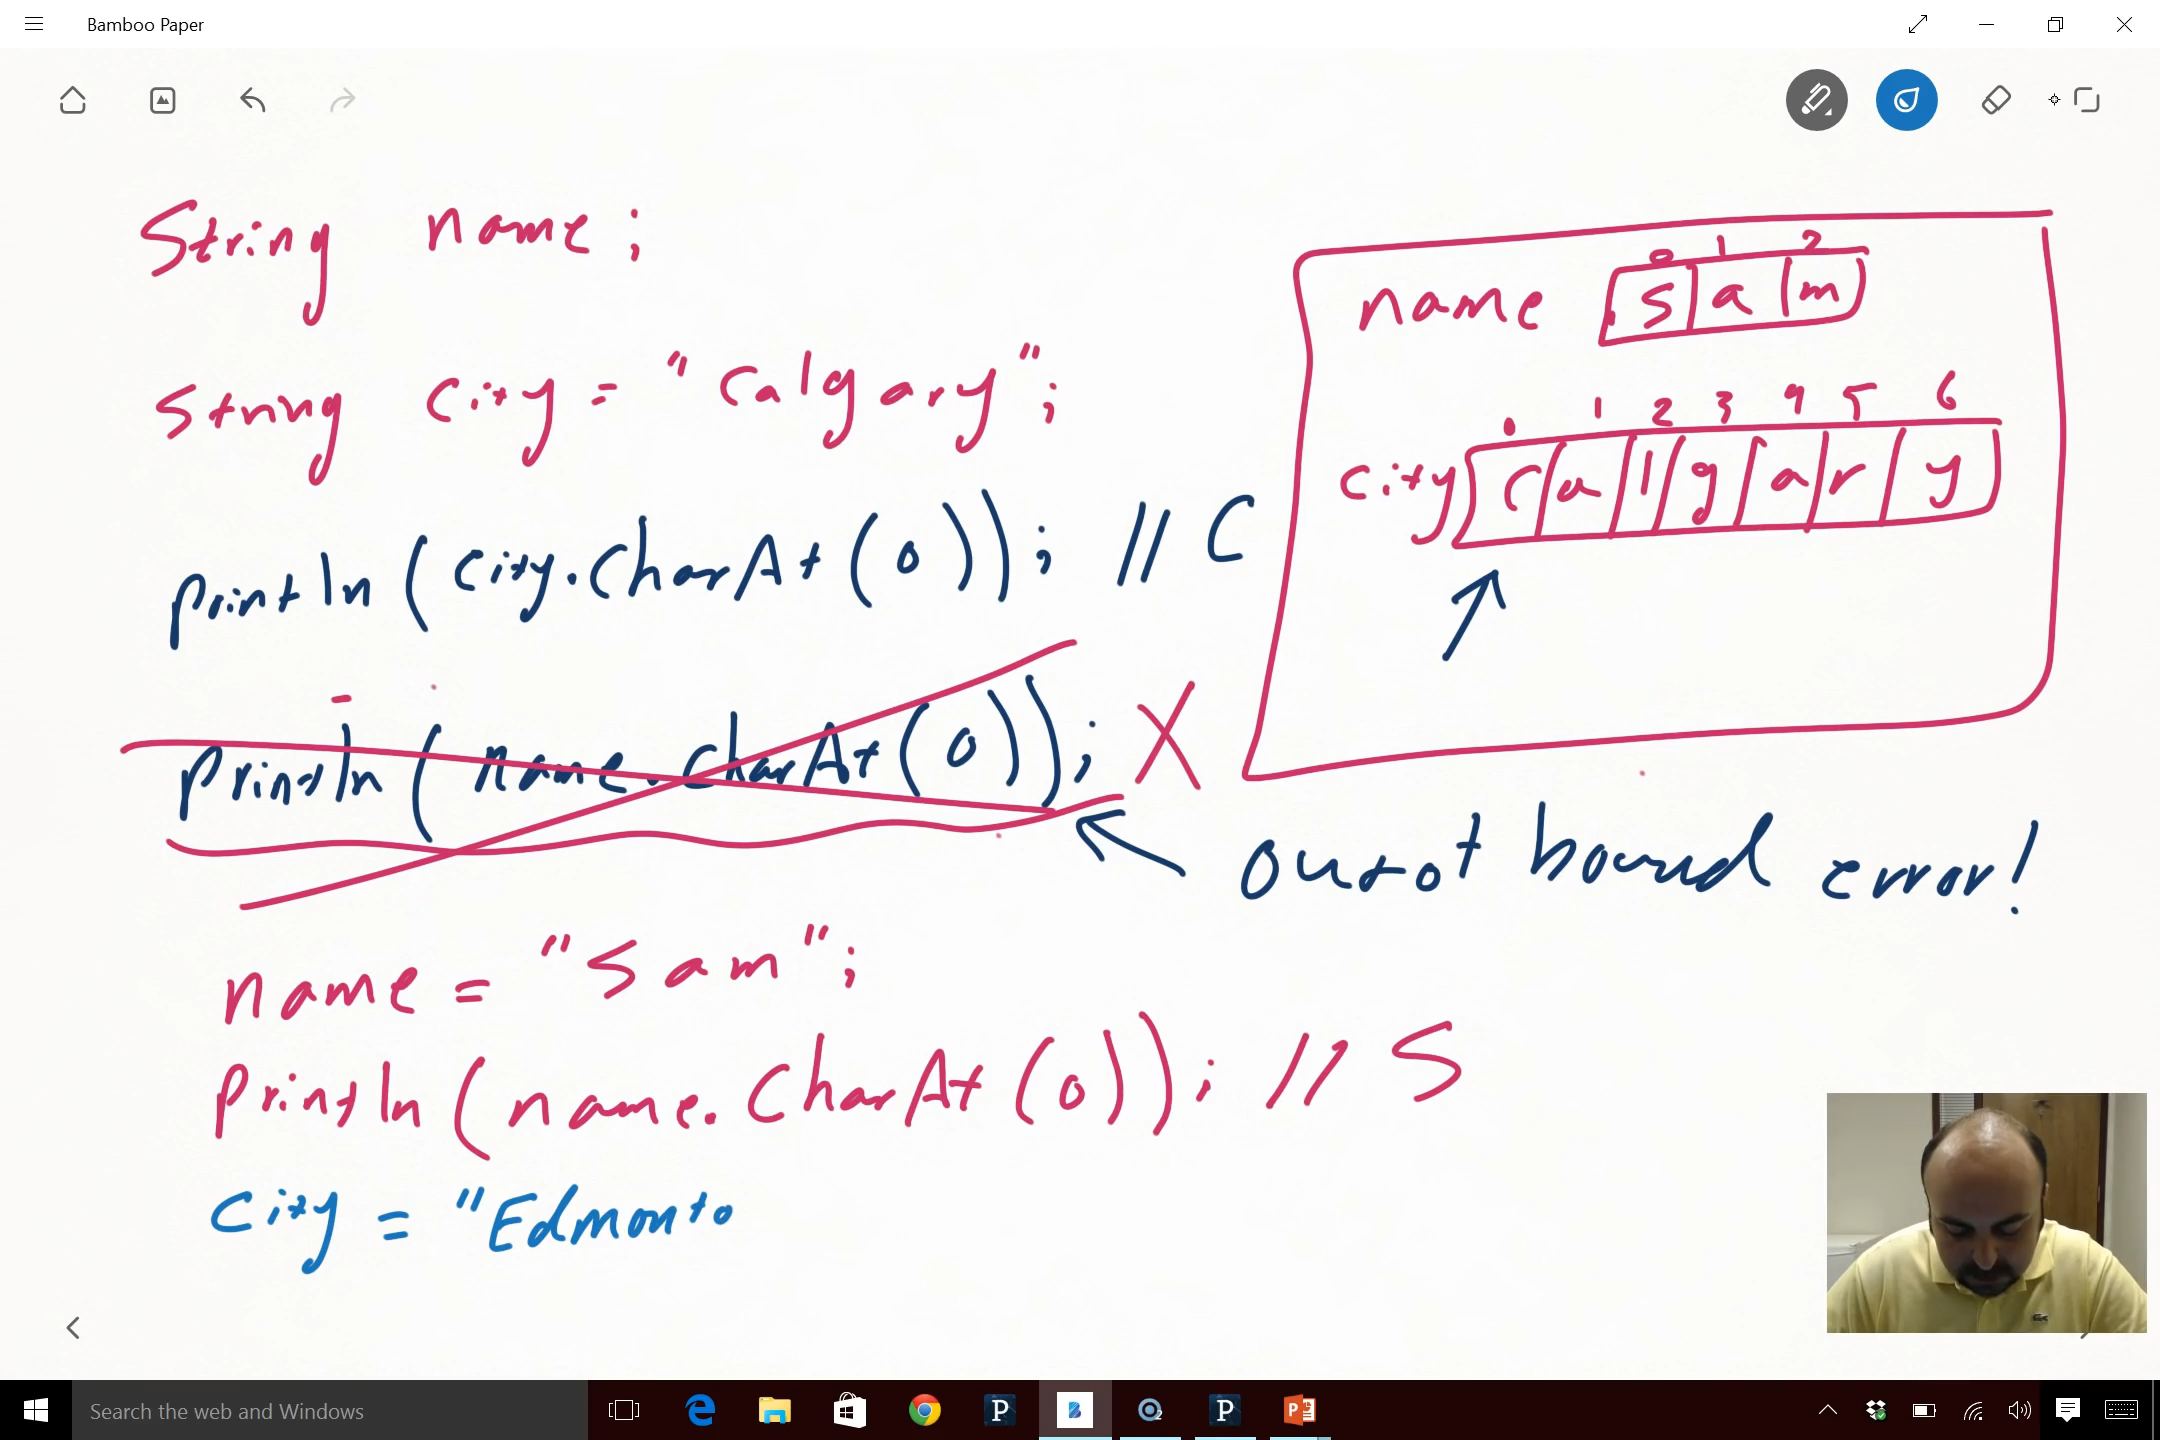 Bamboo Paper
String name;
String city = "Calgary";
println(city.charAt(0)); // C
println(name.charAt(0)); X
outof bound error!
name = "Sam";
println(name.charAt(0)); // S
city = "Edmonto
0 1 2
name S a m
0 1 2 3 4 5 6
city C a l g a r y
Search the web and Windows